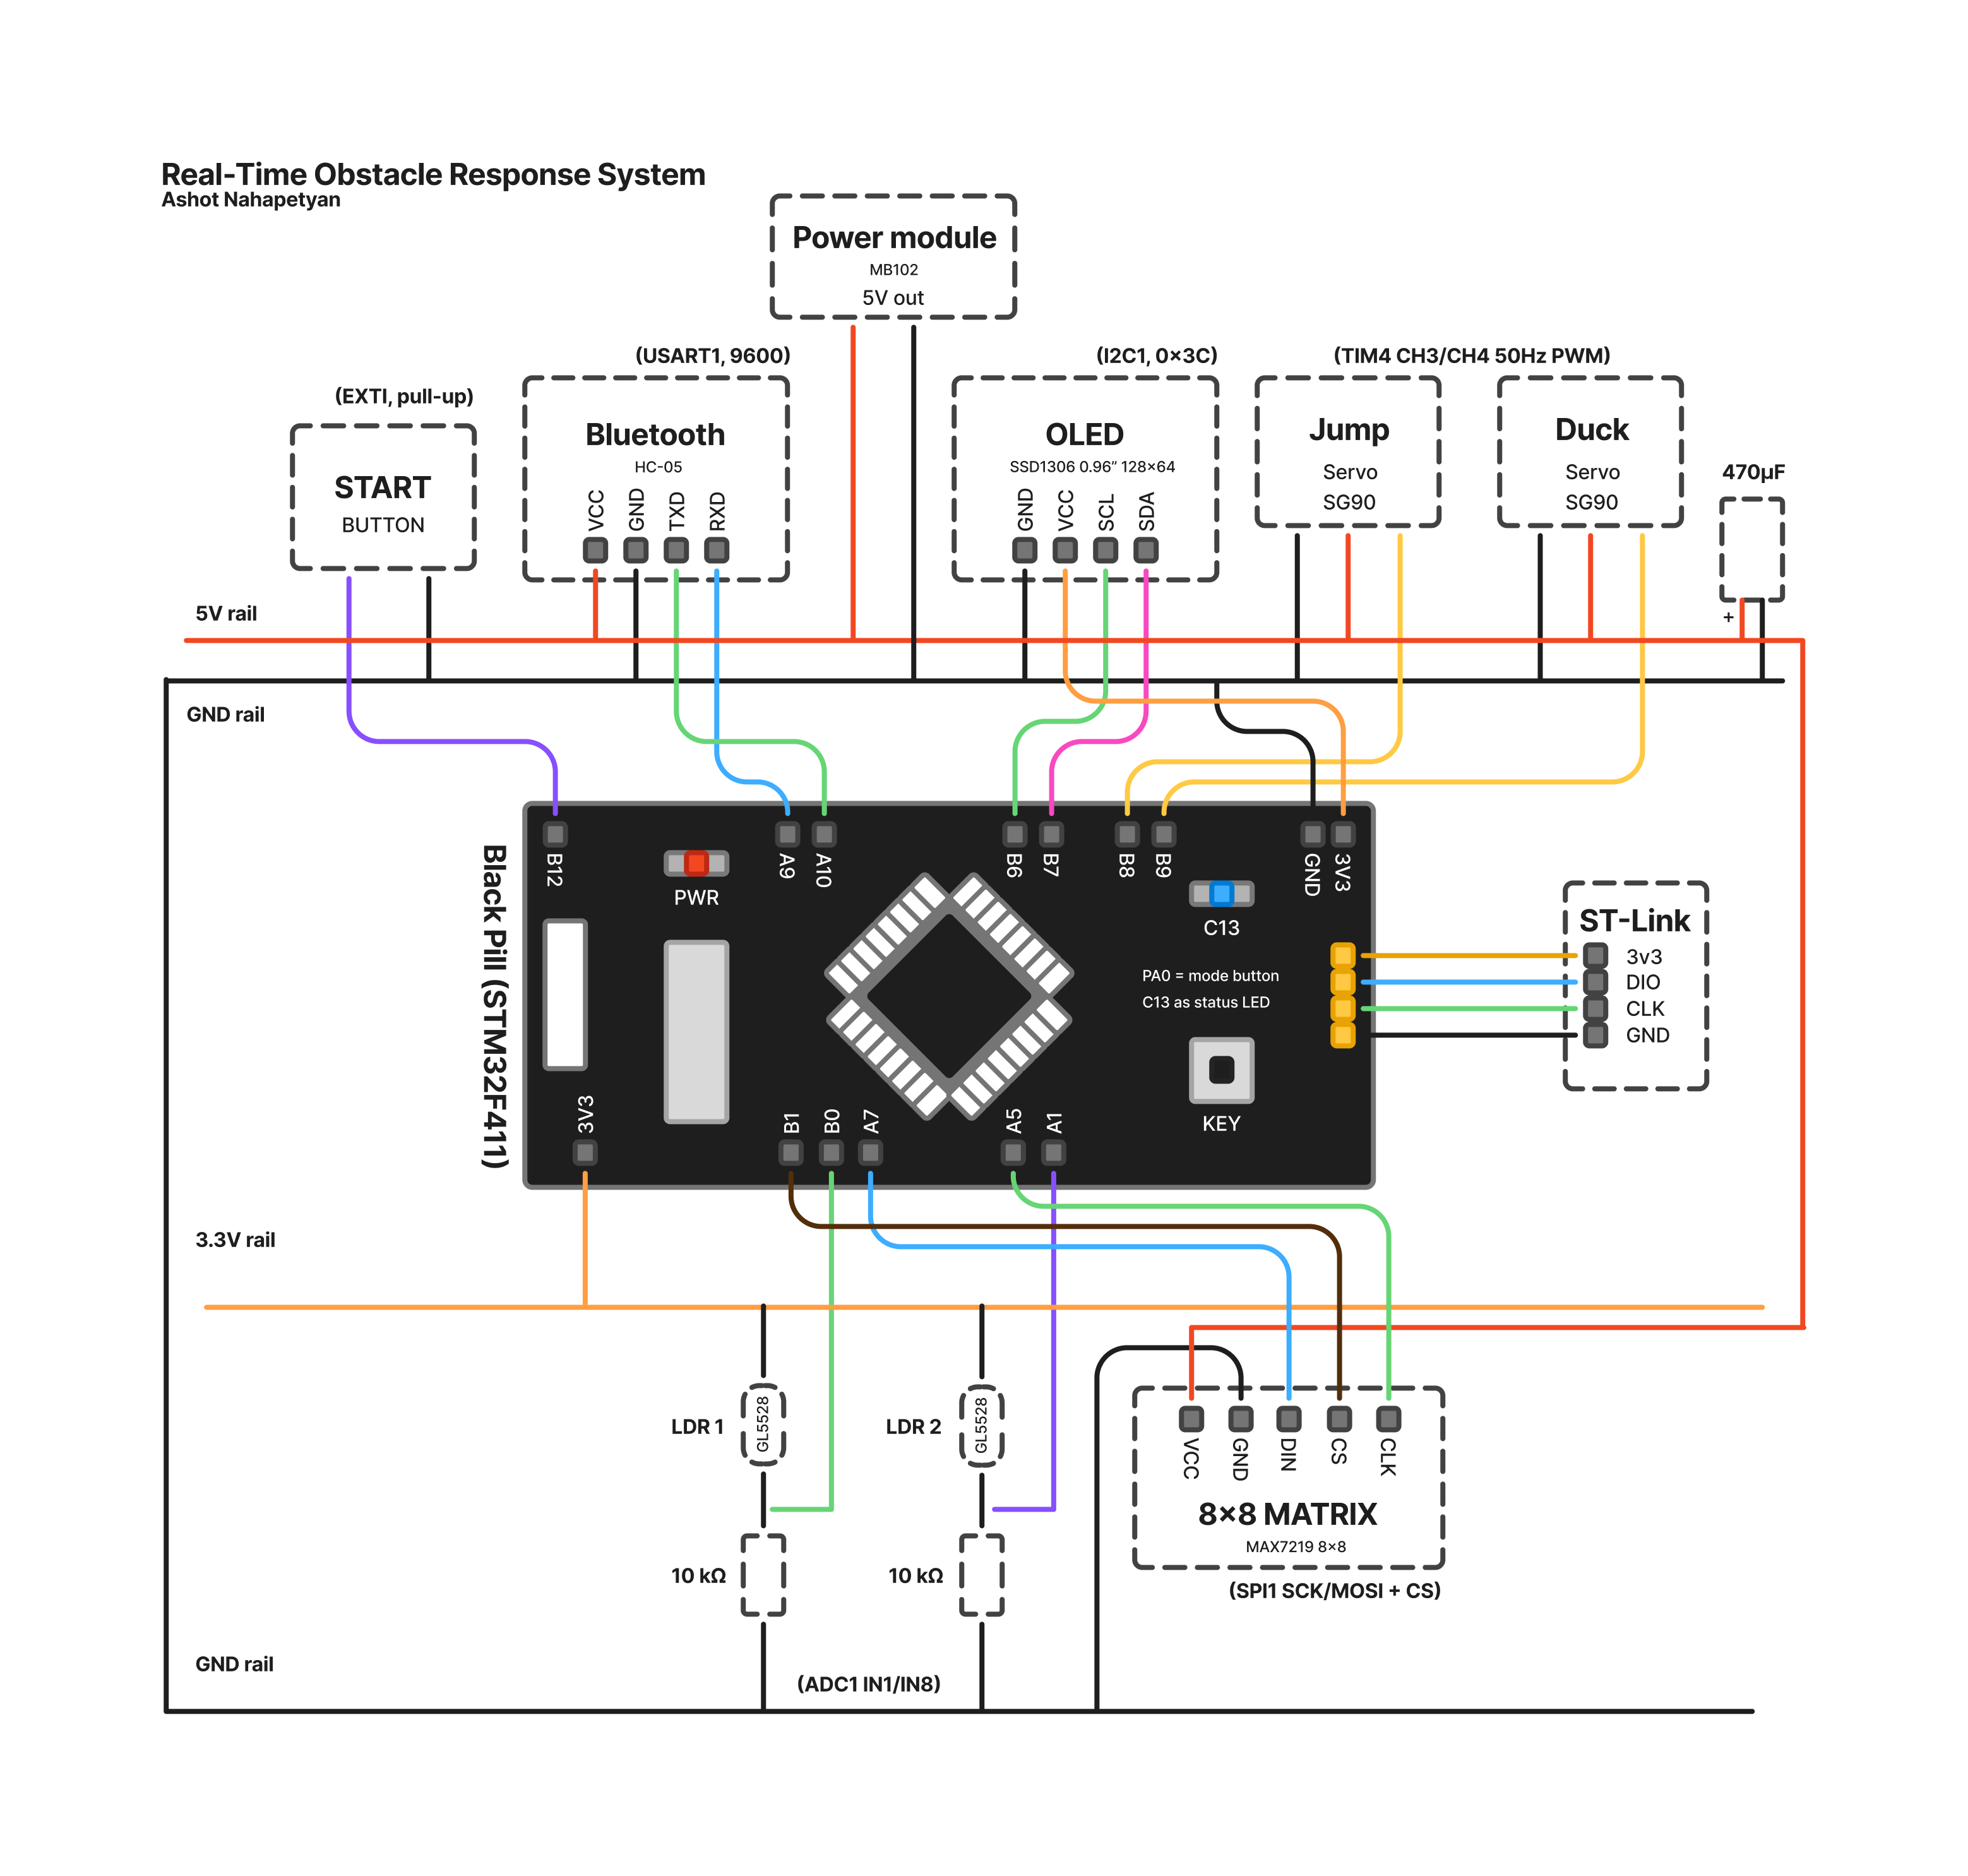 Real-Time Obstacle Response System
Ashot Nahapetyan
Power module
MB102
5V out
(EXTI, pull-up)
START
BUTTON
(USART1, 9600)
Bluetooth
HC-05
VCC
GND
TXD
RXD
(I2C1, 0×3C)
OLED
SSD1306 0.96” 128×64
GND
VCC
SCL
SDA
(TIM4 CH3/CH4 50Hz PWM)
Jump
Servo
SG90
Duck
Servo
SG90
470µF
+
5V rail
GND rail
Black Pill (STM32F411)
B12
A9
A10
B6
B7
B8
B9
GND
3V3
PWR
C13
PA0 = mode button
C13 as status LED
KEY
3V3
B1
B0
A7
A5
A1
ST-Link
3v3
DIO
CLK
GND
3.3V rail
LDR 1
GL5528
LDR 2
GL5528
10 kΩ
10 kΩ
VCC
GND
DIN
CS
CLK
8×8 MATRIX
MAX7219 8×8
(SPI1 SCK/MOSI + CS)
GND rail
(ADC1 IN1/IN8)